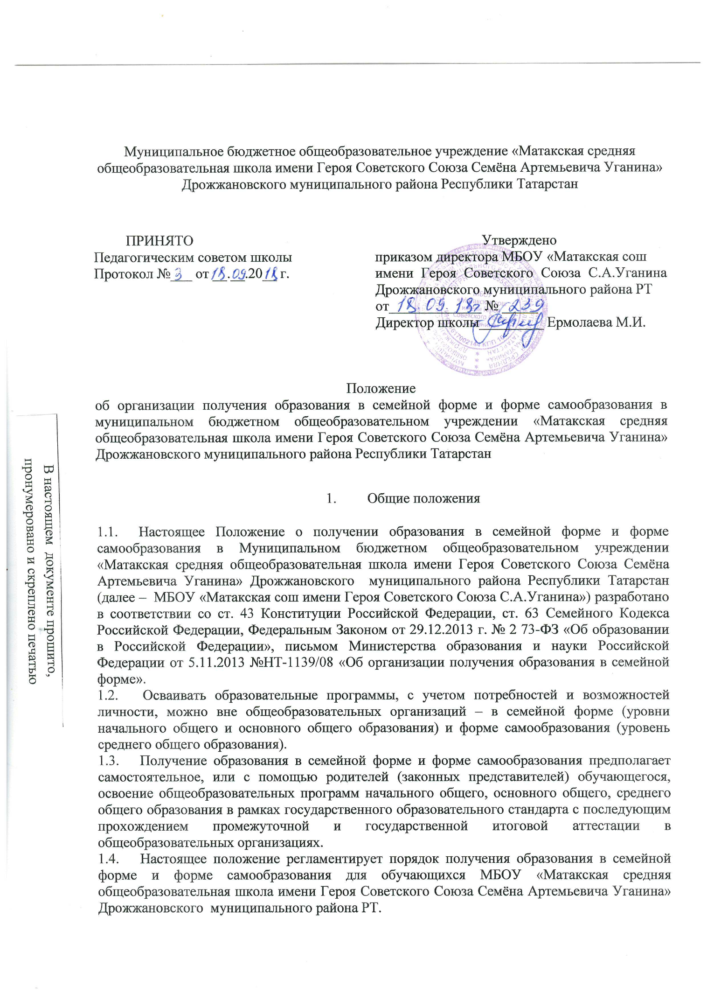 Муниципальное бюджетное общеобразовательное учреждение «Матакская средняя
общеобразовательная школа имени Героя Советского Союза Семёна Артемьевича Уганина»
Дрожжановского муниципального района Республики Татарстан
ПРИНЯТО
Педагогическим советом школы
Протокол № 3 от 18.09.2018 г.
Утверждено
приказом директора МБОУ «Матакская сош
имени Героя Советского Союза С.А.Уганина
Дрожжановского муниципального района РТ
от 18.09.18г № 239
Директор школы Ермолаева М.И.
Положение
об организации получения образования в семейной форме и форме самообразования в
муниципальном бюджетном общеобразовательном учреждении «Матакская средняя
общеобразовательная школа имени Героя Советского Союза Семёна Артемьевича Уганина»
Дрожжановского муниципального района Республики Татарстан
1. Общие положения
1.1. Настоящее Положение о получении образования в семейной форме и форме
самообразования в Муниципальном бюджетном общеобразовательном учреждении
«Матакская средняя общеобразовательная школа имени Героя Советского Союза Семёна
Артемьевича Уганина» Дрожжановского муниципального района Республики Татарстан
(далее – МБОУ «Матакская сош имени Героя Советского Союза С.А.Уганина») разработано
в соответствии со ст. 43 Конституции Российской Федерации, ст. 63 Семейного Кодекса
Российской Федерации, Федеральным Законом от 29.12.2013 г. № 2 73-ФЗ «Об образовании
в Российской Федерации», письмом Министерства образования и науки Российской
Федерации от 5.11.2013 №НТ-1139/08 «Об организации получения образования в семейной
форме».
1.2. Осваивать образовательные программы, с учетом потребностей и возможностей
личности, можно вне общеобразовательных организаций – в семейной форме (уровни
начального общего и основного общего образования) и форме самообразования (уровень
среднего общего образования).
1.3. Получение образования в семейной форме и форме самообразования предполагает
самостоятельное, или с помощью родителей (законных представителей) обучающегося,
освоение общеобразовательных программ начального общего, основного общего, среднего
общего образования в рамках государственного образовательного стандарта с последующим
прохождением промежуточной и государственной итоговой аттестации в
общеобразовательных организациях.
1.4. Настоящее положение регламентирует порядок получения образования в семейной
форме и форме самообразования для обучающихся МБОУ «Матакская средняя
общеобразовательная школа имени Героя Советского Союза Семёна Артемьевича Уганина»
Дрожжановского муниципального района РТ.
В настоящем документе прошито,
пронумеровано и скреплено печатью